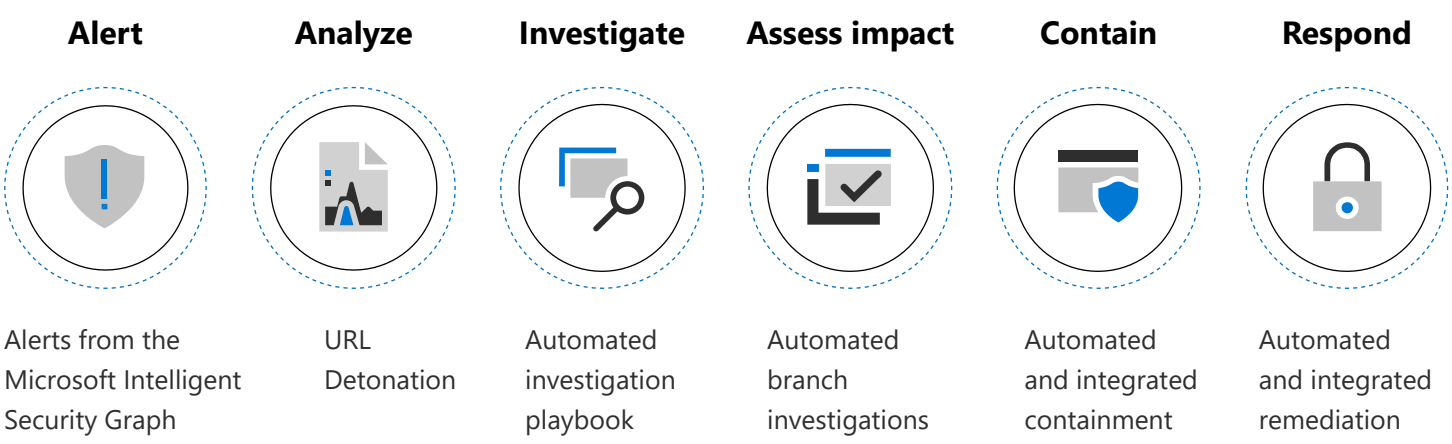 Alert
Analyze
Investigate
Assess impact
Contain
Respond
Alerts from the
Microsoft Intelligent
Security Graph
URL
Detonation
Automated
investigation
playbook
Automated
branch
investigations
Automated
and integrated
containment
Automated
and integrated
remediation